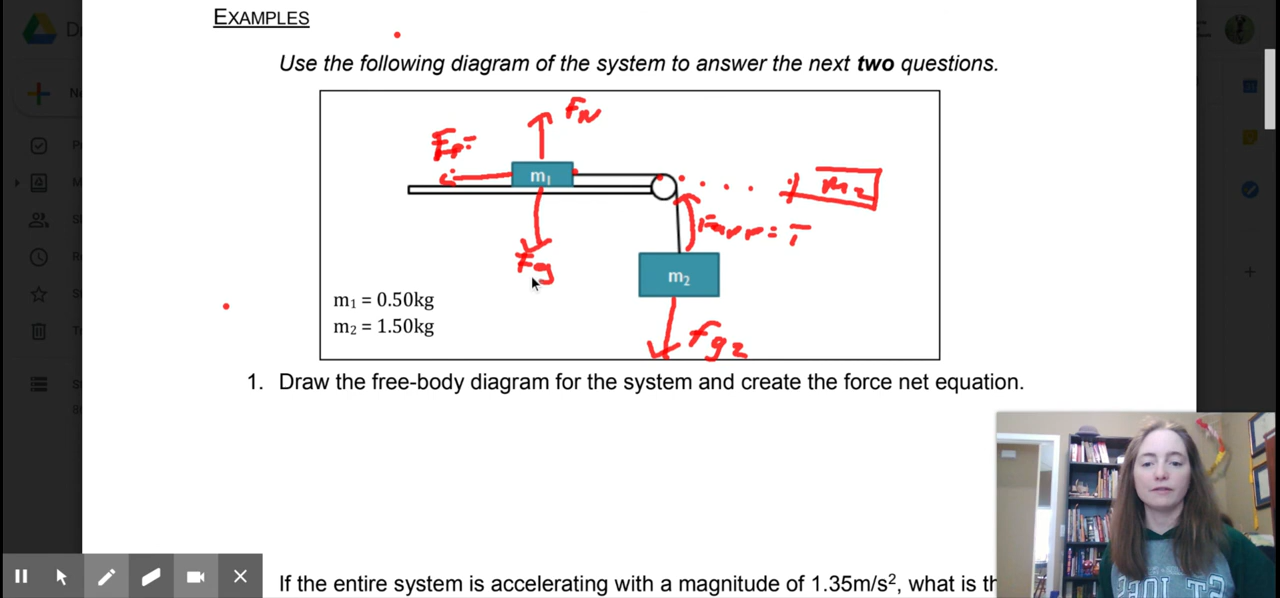 EXAMPLES
Use the following diagram of the system to answer the next two questions.
FN
Ff
m1
m2
Fapp = T
Fg
m2
m1 = 0.50kg
m2 = 1.50kg
Fg2
1. Draw the free-body diagram for the system and create the force net equation.
If the entire system is accelerating with a magnitude of 1.35m/s², what is th